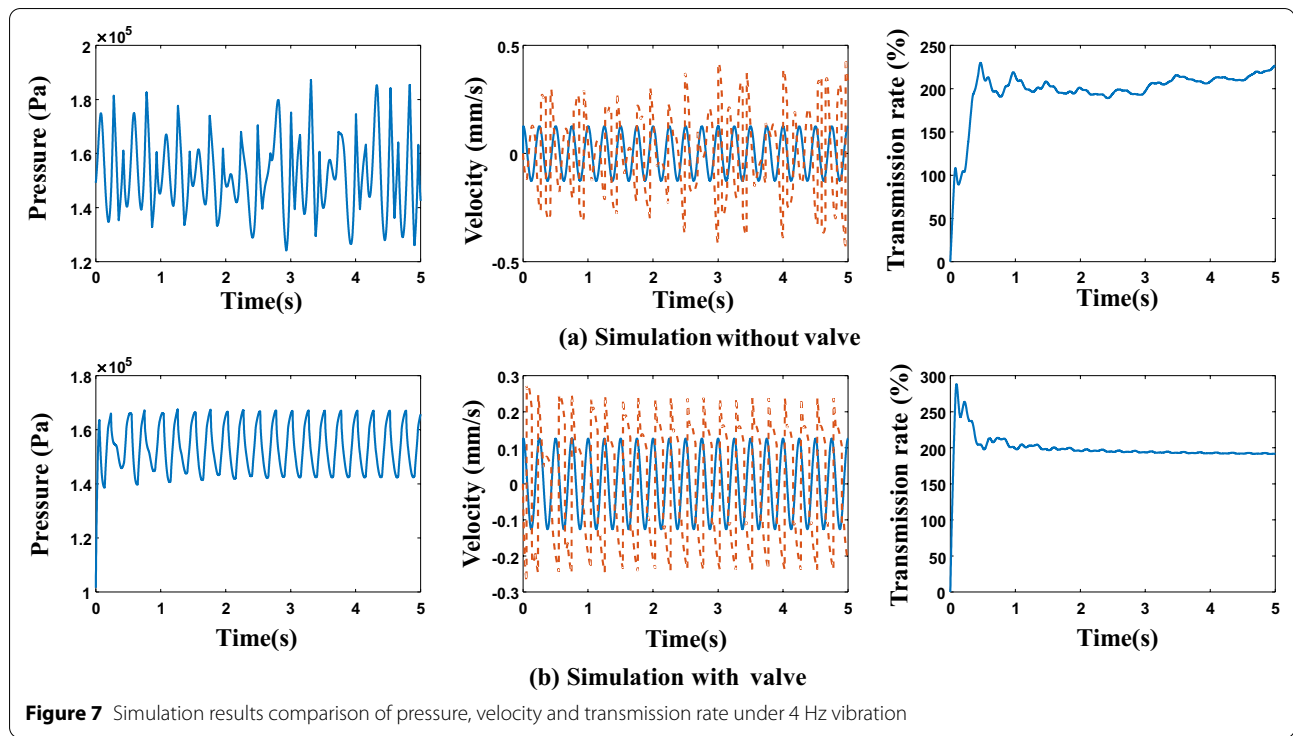 ×10⁵
2
1.8
1.6
1.4
1.2
0 1 2 3 4 5
Pressure (Pa)
Time(s)
0.5
0
-0.5
0 1 2 3 4 5
Velocity (mm/s)
Time(s)
250
200
150
100
50
0
0 1 2 3 4 5
Transmission rate (%)
Time(s)
(a) Simulation without valve
×10⁵
1.8
1.6
1.4
1.2
1
0 1 2 3 4 5
Pressure (Pa)
Time(s)
0.3
0.2
0.1
0
-0.1
-0.2
-0.3
0 1 2 3 4 5
Velocity (mm/s)
Time(s)
300
250
200
150
100
50
0
0 1 2 3 4 5
Transmission rate (%)
Time(s)
(b) Simulation with valve
Figure 7 Simulation results comparison of pressure, velocity and transmission rate under 4 Hz vibration